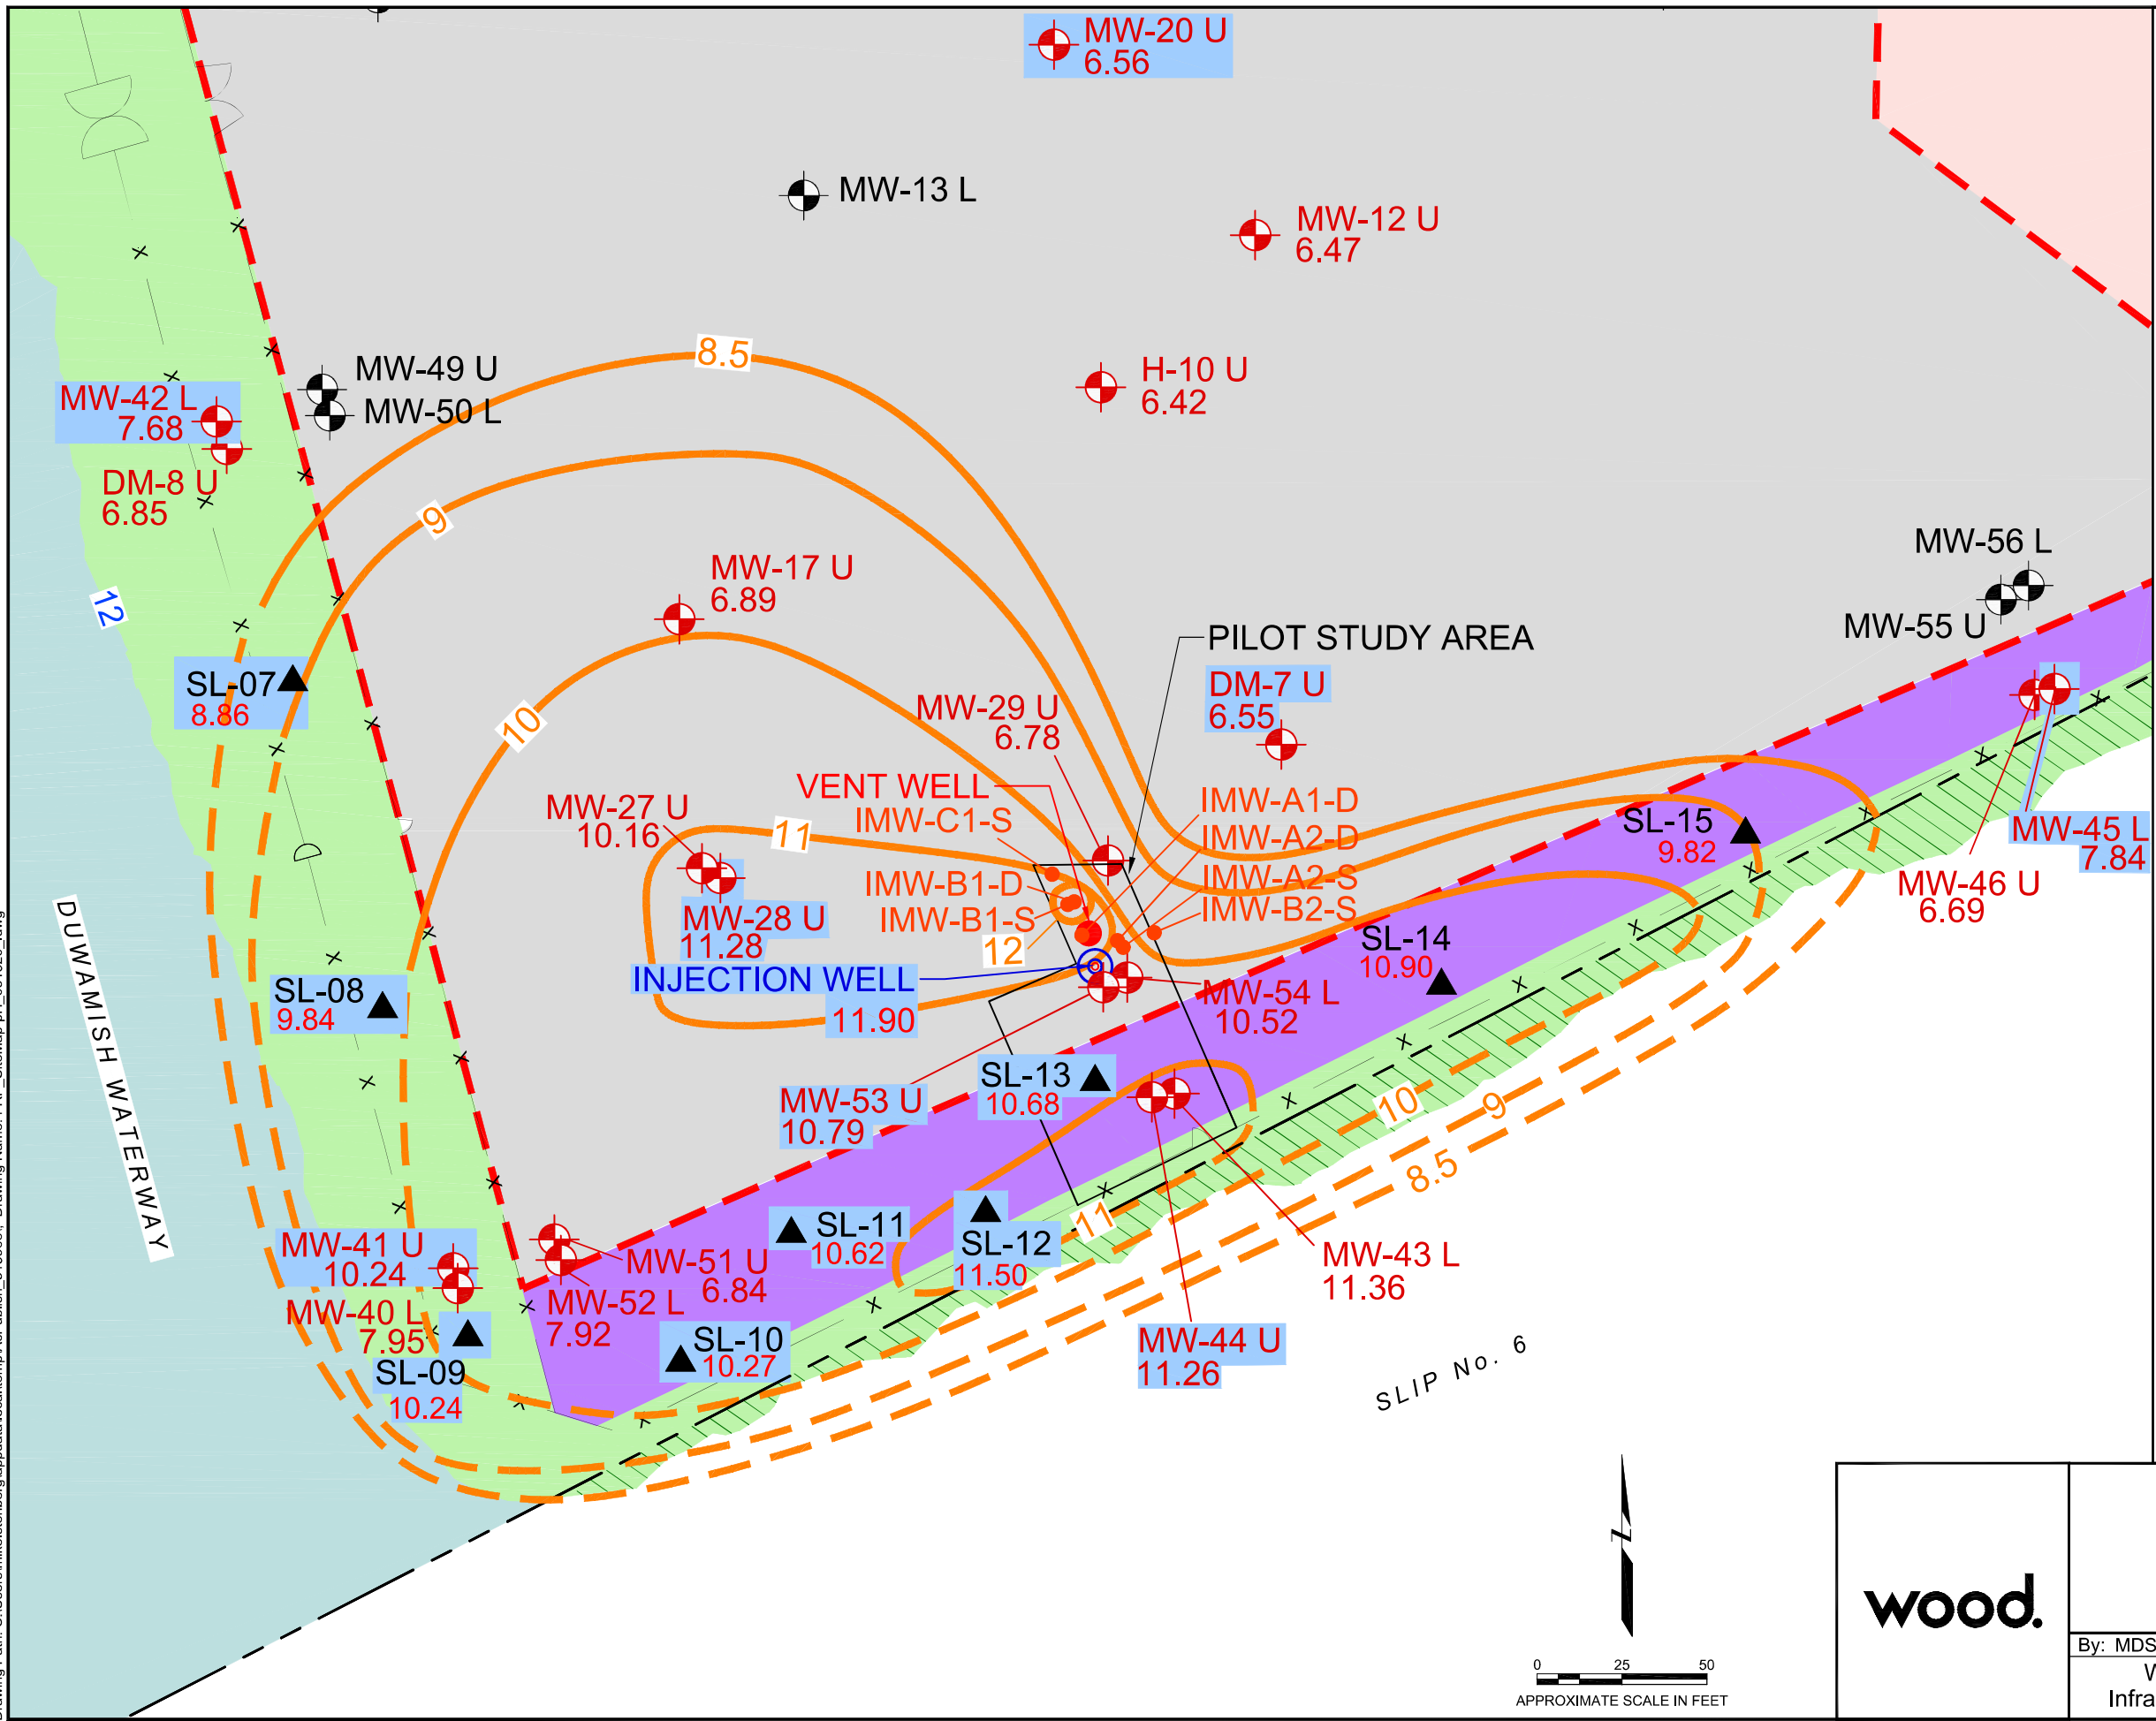 MW-20 U
6.56
MW-13 L
MW-12 U
6.47
8.5
MW-49 U
H-10 U
6.42
MW-42 L
7.68
MW-50 L
DM-8 U
6.85
9
MW-56 L
MW-17 U
6.89
12
MW-55 U
PILOT STUDY AREA
SL-07
8.86
DM-7 U
6.55
MW-29 U
6.78
10
VENT WELL
IMW-A1-D
MW-27 U
10.16
11
IMW-C1-S
IMW-A2-D
SL-15
9.82
MW-45 L
7.84
IMW-A2-S
IMW-B1-D
IMW-B2-S
MW-46 U
6.69
IMW-B1-S
MW-28 U
11.28
12
SL-14
10.90
INJECTION WELL
11.90
SL-08
9.84
MW-54 L
10.52
DUWAMISH WATERWAY
SL-13
10.68
MW-53 U
10.79
10
9
8.5
11
SL-11
10.62
SL-12
11.50
MW-41 U
10.24
MW-51 U
6.84
MW-43 L
11.36
MW-40 L
7.95
MW-52 L
7.92
SL-10
10.27
MW-44 U
11.26
SL-09
10.24
SLIP No. 6
Z
0 25 50
APPROXIMATE SCALE IN FEET
wood.
By: MDS
W
Infra